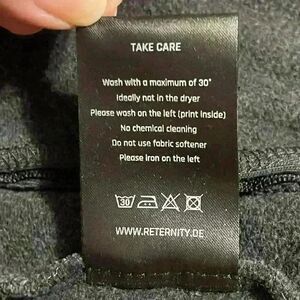 TAKE CARE
Wash with a maximum of 30°
Ideally not in the dryer
Please wash on the left (print inside)
No chemical cleaning
Do not use fabric softener
Please iron on the left
30
WWW.RETERNITY.DE